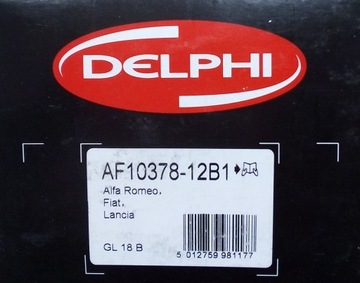 DELPHI
AF10378-12B1
Alfa Romeo.
Fiat.
Lancia
GL 18 B
5 012759 981177